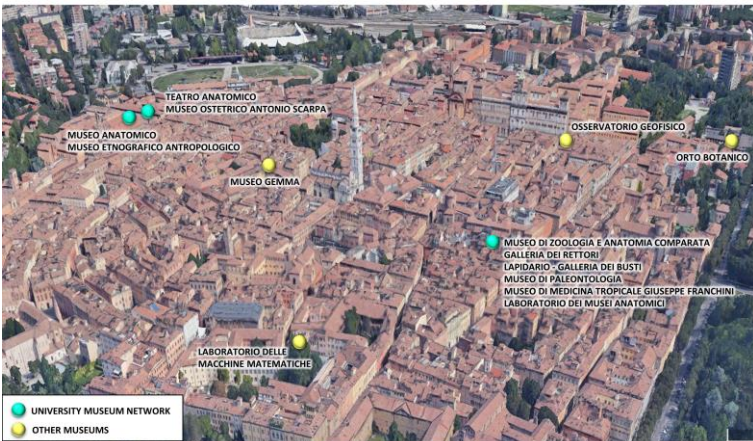 TEATRO ANATOMICO
MUSEO OSTETRICO ANTONIO SCARPA
MUSEO ANATOMICO
MUSEO ETNOGRAFICO ANTROPOLOGICO
OSSERVATORIO GEOFISICO
ORTO BOTANICO
MUSEO GEMMA
MUSEO DI ZOOLOGIA E ANATOMIA COMPARATA
GALLERIA DEI RETTORI
LAPIDARIO - GALLERIA DEI BUSTI
MUSEO DI PALEONTOLOGIA
MUSEO DI MEDICINA TROPICALE GIUSEPPE FRANCHINI
LABORATORIO DEI MUSEI ANATOMICI
LABORATORIO DELLE
MACCHINE MATEMATICHE
UNIVERSITY MUSEUM NETWORK
OTHER MUSEUMS